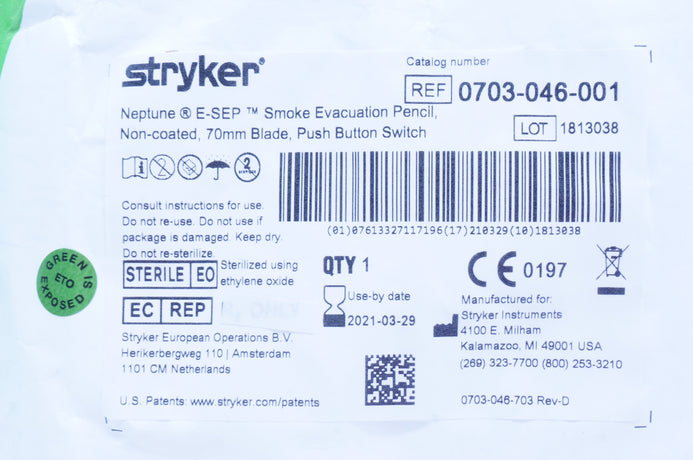 stryker®
Catalog number
REF 0703-046-001
Neptune ® E-SEP ™ Smoke Evacuation Pencil,
Non-coated, 70mm Blade, Push Button Switch
LOT 1813038
i 2 2
(01)07613327117196(17)210329(10)1813038
Consult instructions for use.
Do not re-use. Do not use if
package is damaged. Keep dry.
Do not re-sterilize.
STERILE EO Sterilized using
ethylene oxide
GREEN IS
ETO
EXPOSED
QTY 1
CE 0197
EC REP
Rx ONLY
Use-by date
2021-03-29
Stryker European Operations B.V.
Herikerbergweg 110 | Amsterdam
1101 CM Netherlands
Manufactured for:
Stryker Instruments
4100 E. Milham
Kalamazoo, MI 49001 USA
(269) 323-7700 (800) 253-3210
U.S. Patents: www.stryker.com/patents
0703-046-703 Rev-D